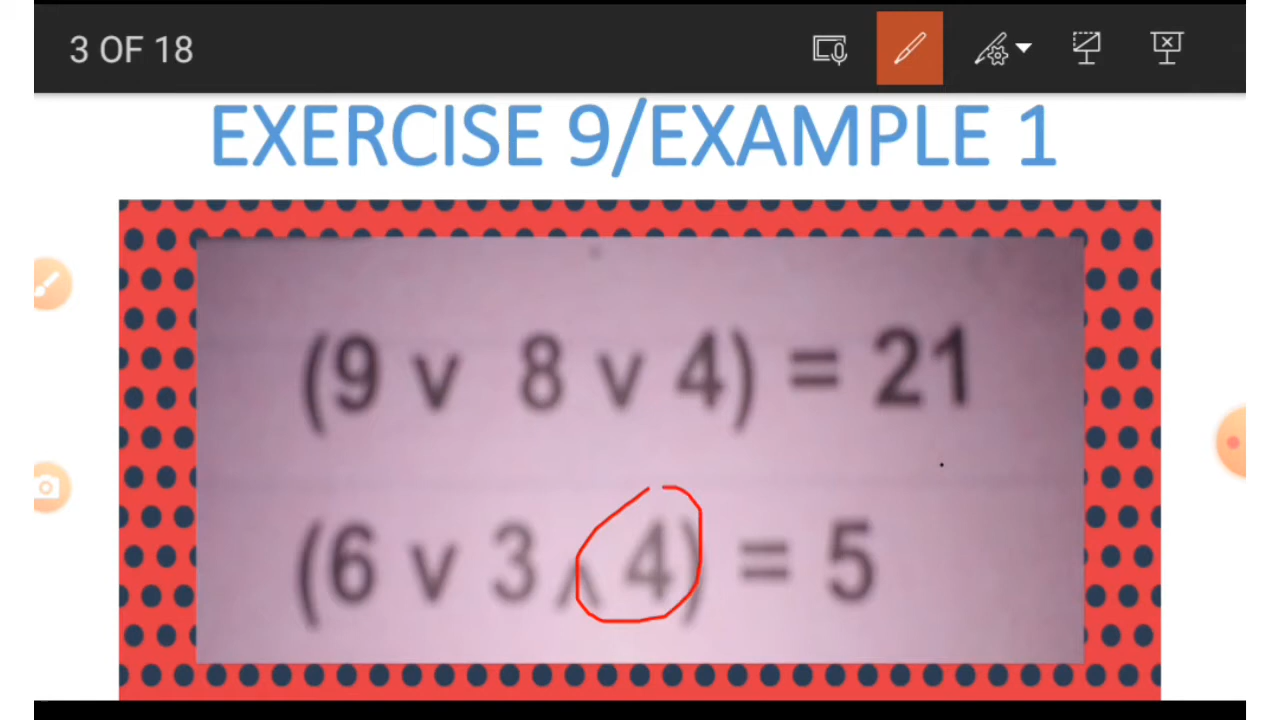 3 OF 18
EXERCISE 9/EXAMPLE 1
(9 v 8 v 4) = 21
(6 v 3 ʌ 4) = 5